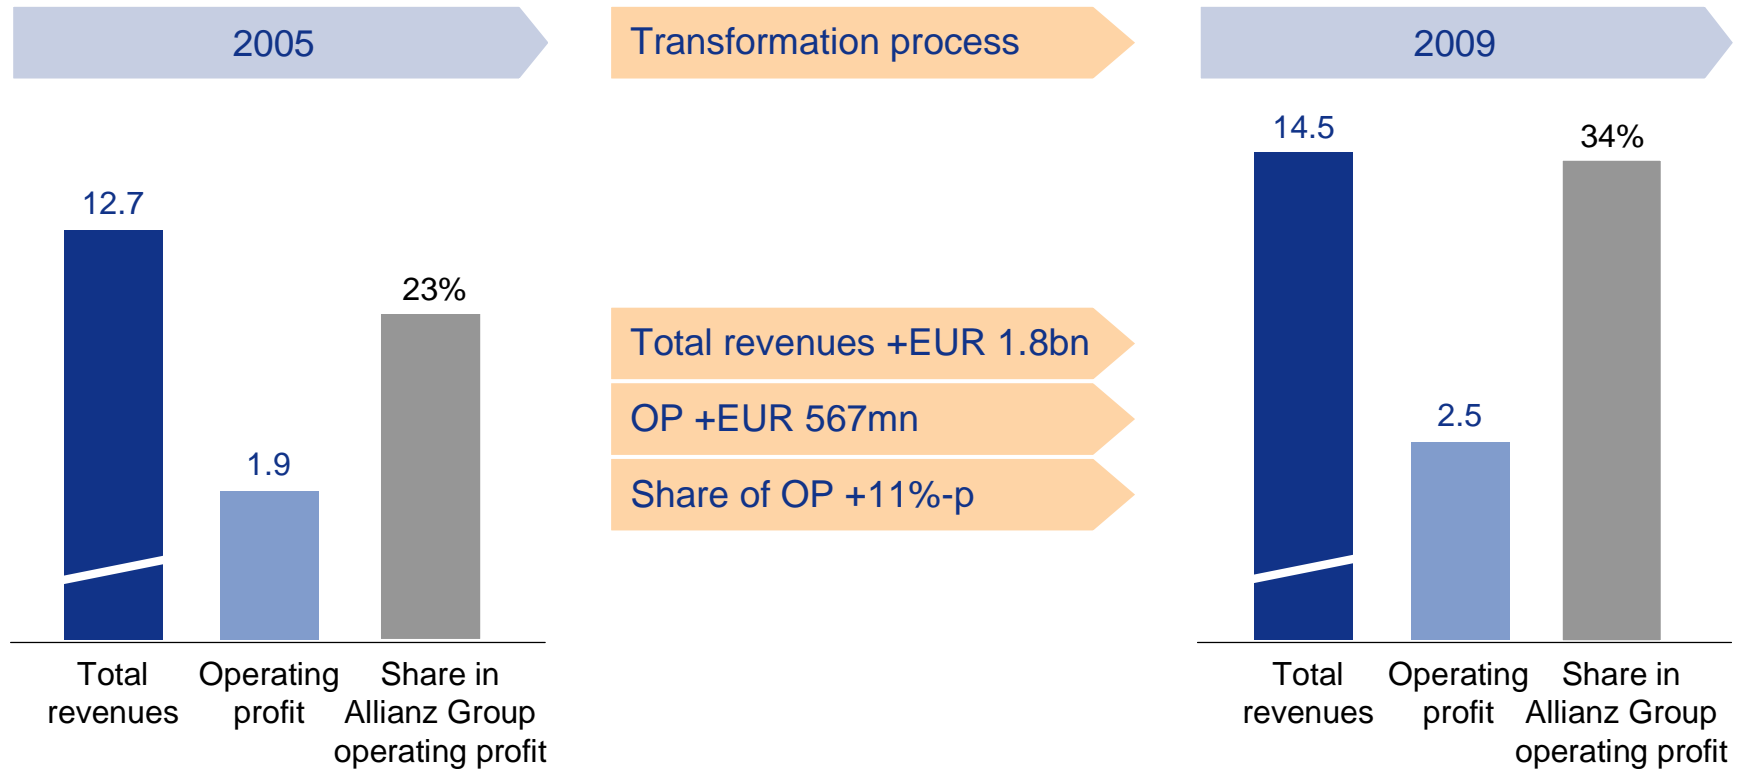 2005
Transformation process
2009
12.7
1.9
23%
Total revenues +EUR 1.8bn
OP +EUR 567mn
Share of OP +11%-p
14.5
2.5
34%
Total
revenues
Operating
profit
Share in
Allianz Group
operating profit
Total
revenues
Operating
profit
Share in
Allianz Group
operating profit